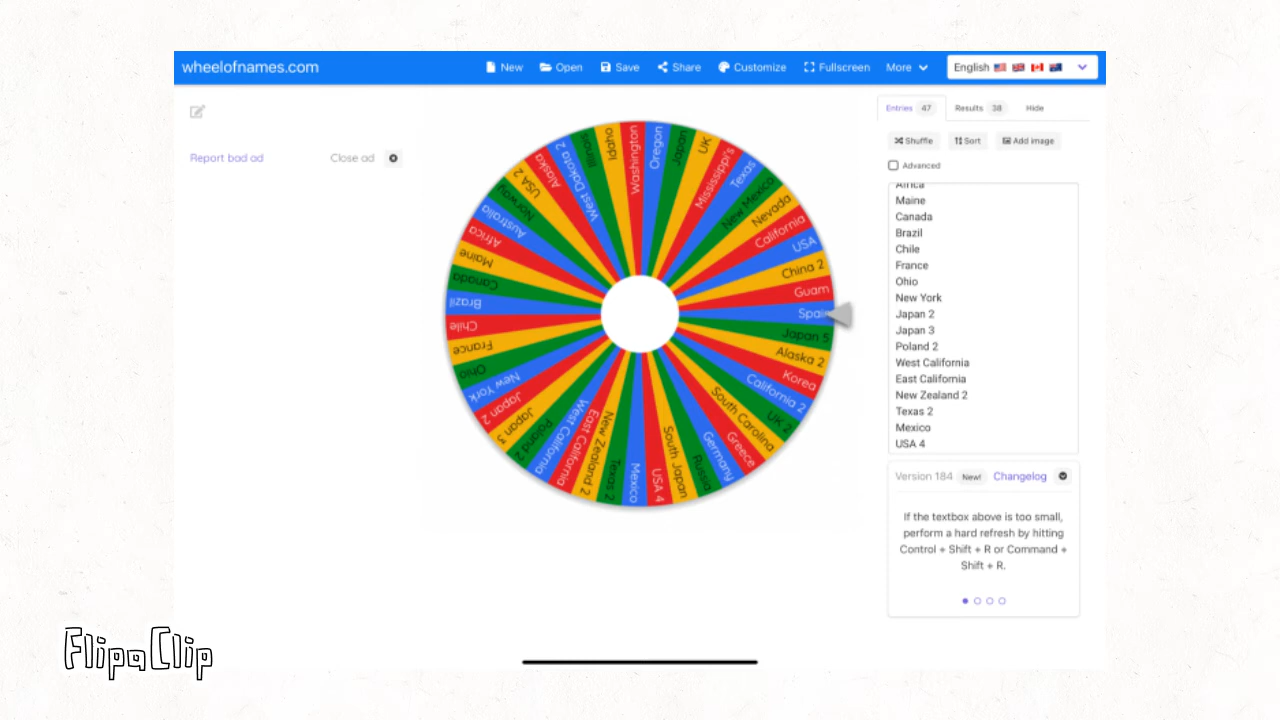 wheelofnames.com
New
Open
Save
Share
Customize
Fullscreen
More
English
Report bad ad
Close ad
Entries 47
Results 38
Hide
Shuffle
Sort
Add image
Advanced
Washington
Oregon
Japan
UK
Mississippi's
Texas
New Mexico
Nevada
California
USA
China 2
Guam
Spain
Japan 5
Alaska 2
Korea
California 2
UK 2
South Carolina
Greece
Germany
Russia
South Japan
USA 4
Mexico
Texas 2
New Zealand 2
East California
West California
Poland 2
Japan 3
Japan 2
New York
Ohio
France
Chile
Brazil
Canada
Maine
Africa
Australia
Norway
USA 2
Alaska
West Dakota 2
Illinois
Idaho
Africa
Maine
Canada
Brazil
Chile
France
Ohio
New York
Japan 2
Japan 3
Poland 2
West California
East California
New Zealand 2
Texas 2
Mexico
USA 4
Version 184 New! Changelog
If the textbox above is too small,
perform a hard refresh by hitting
Control + Shift + R or Command +
Shift + R.
FlipaClip